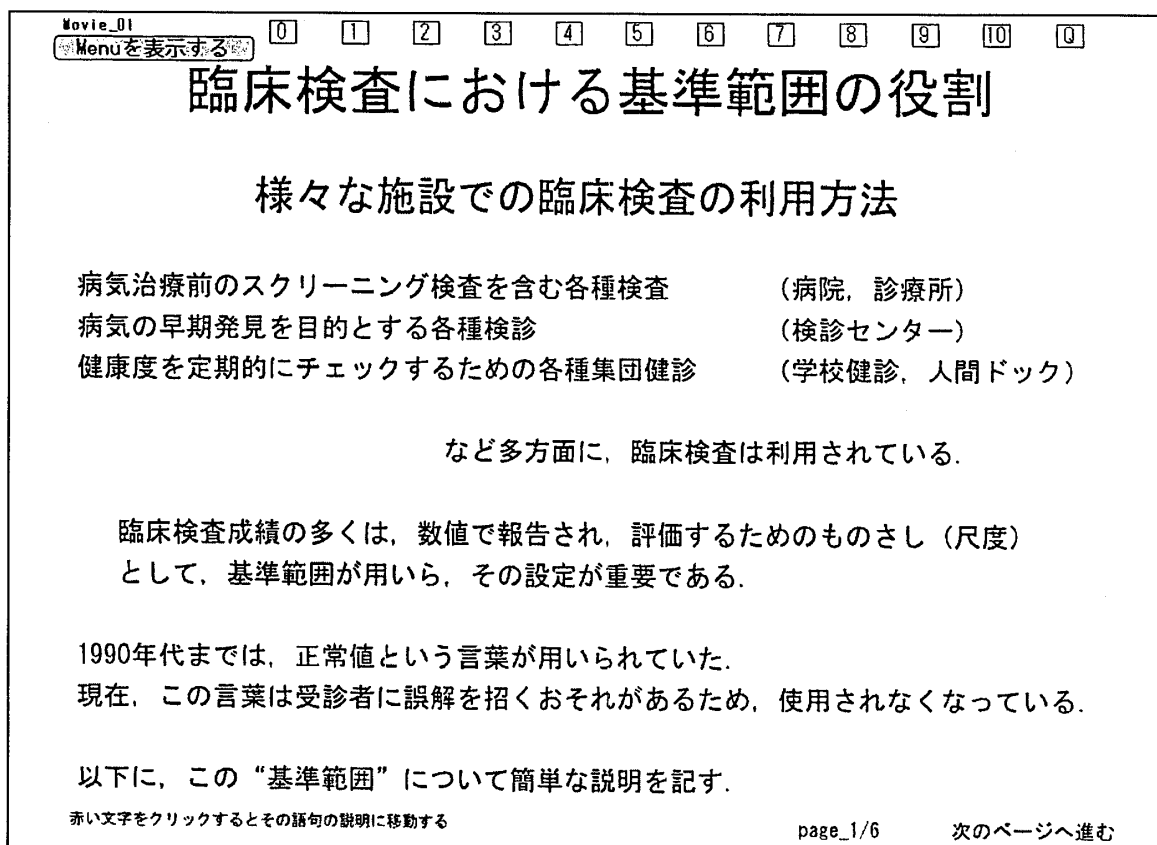 Movie_01
Menuを表示する 0 1 2 3 4 5 6 7 8 9 10 Q
臨床検査における基準範囲の役割
様々な施設での臨床検査の利用方法
病気治療前のスクリーニング検査を含む各種検査 (病院, 診療所)
病気の早期発見を目的とする各種検診 (検診センター)
健康度を定期的にチェックするための各種集団健診 (学校健診, 人間ドック)
など多方面に, 臨床検査は利用されている.
臨床検査成績の多くは, 数値で報告され, 評価するためのものさし (尺度)
として, 基準範囲が用いら, その設定が重要である.
1990年代までは, 正常値という言葉が用いられていた.
現在, この言葉は受診者に誤解を招くおそれがあるため, 使用されなくなっている.
以下に, この “基準範囲” について簡単な説明を記す.
赤い文字をクリックするとその語句の説明に移動する
page_1/6 次のページへ進む